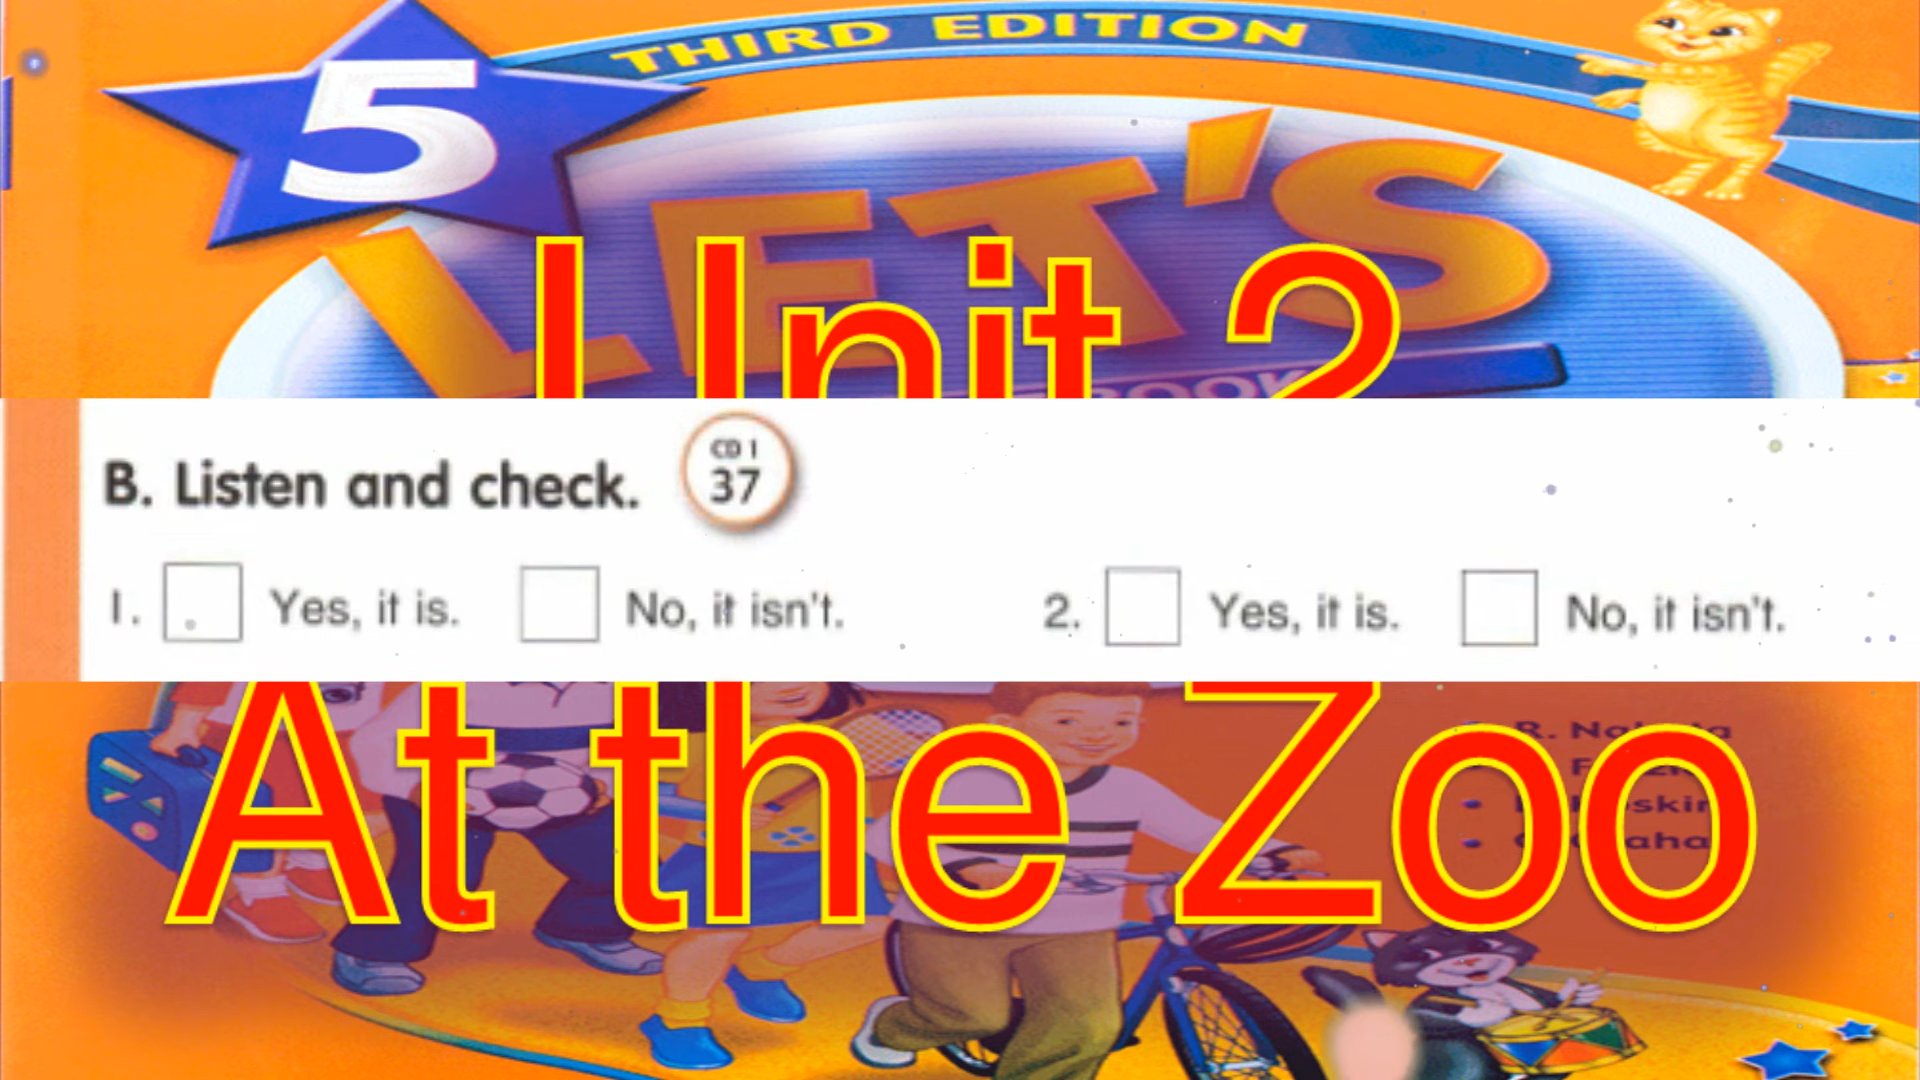 THIRD EDITION
5
LET'S
Unit 2
B. Listen and check.
CD 1
37
1. Yes, it is. No, it isn't. 2. Yes, it is. No, it isn't.
At the Zoo